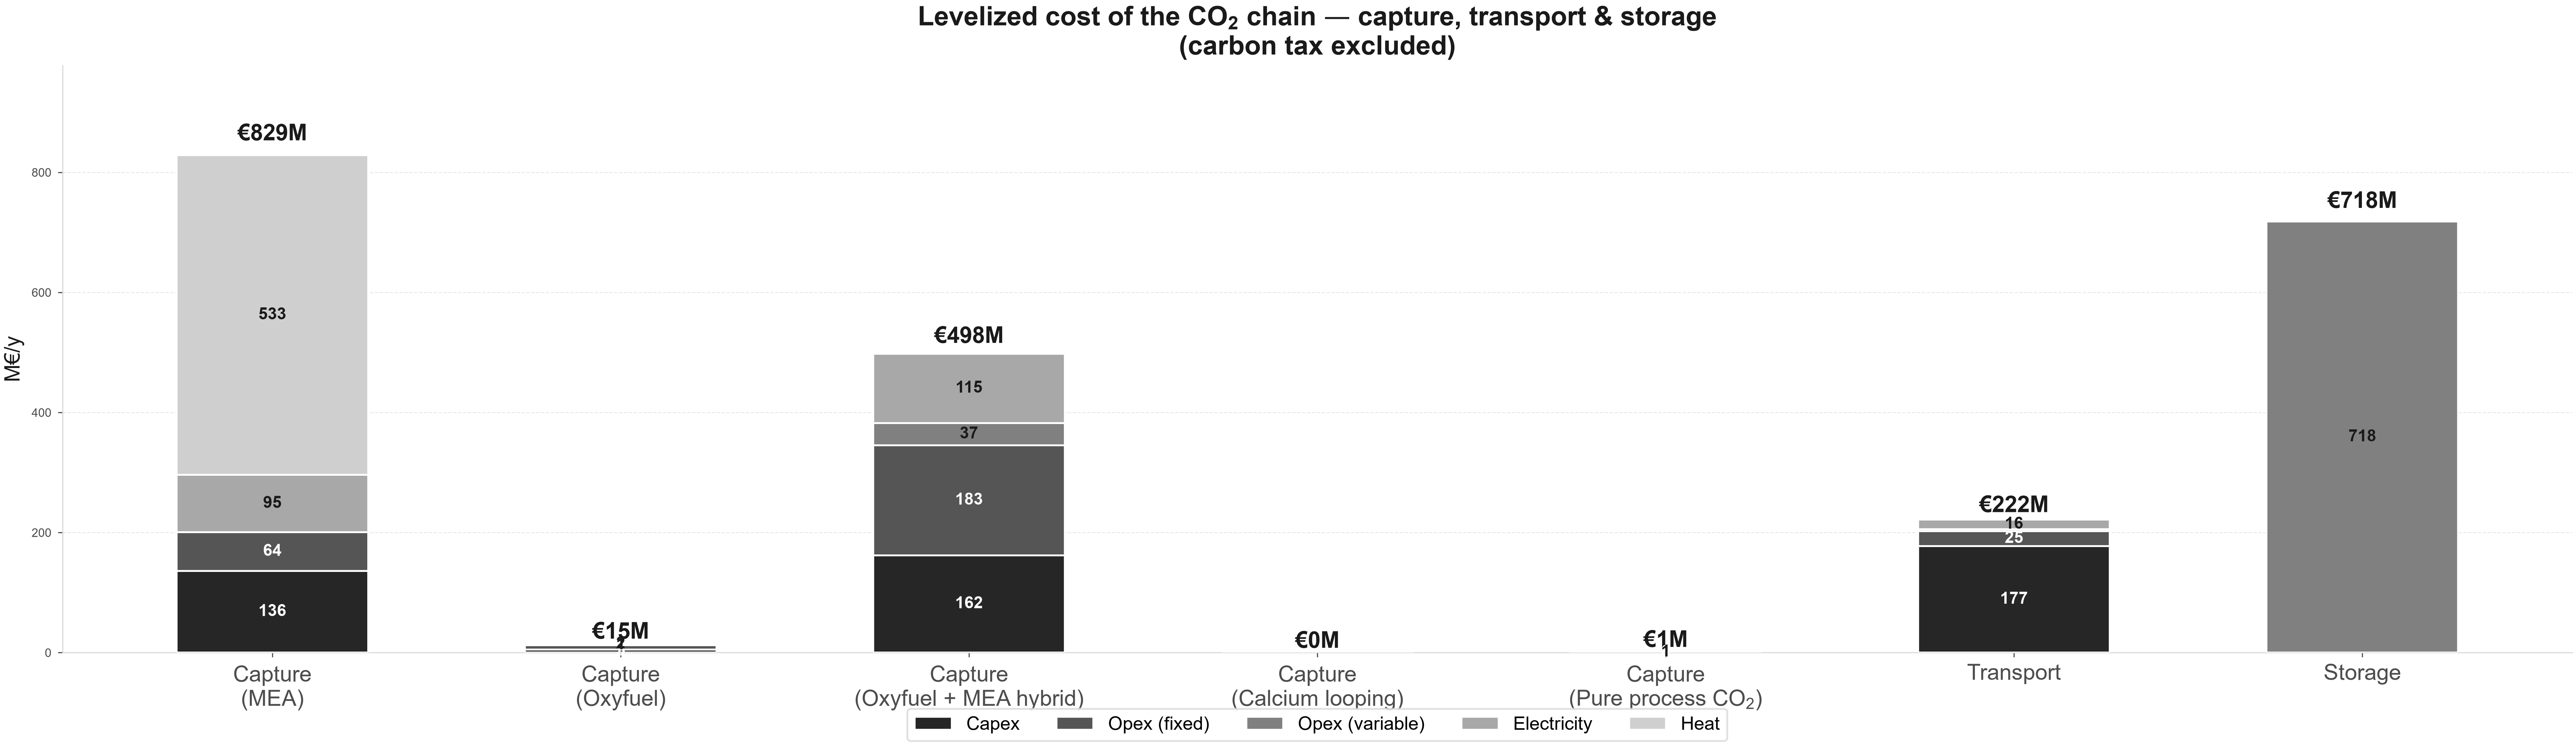 Levelized cost of the CO₂ chain — capture, transport & storage
(carbon tax excluded)
M€/y
800
600
400
200
0
€829M
533
95
64
136
€15M
2
€498M
115
37
183
162
€0M
€1M
1
€222M
16
25
177
€718M
718
Capture
(MEA)
Capture
(Oxyfuel)
Capture
(Oxyfuel + MEA hybrid)
Capture
(Calcium looping)
Capture
(Pure process CO₂)
Transport
Storage
Capex
Opex (fixed)
Opex (variable)
Electricity
Heat